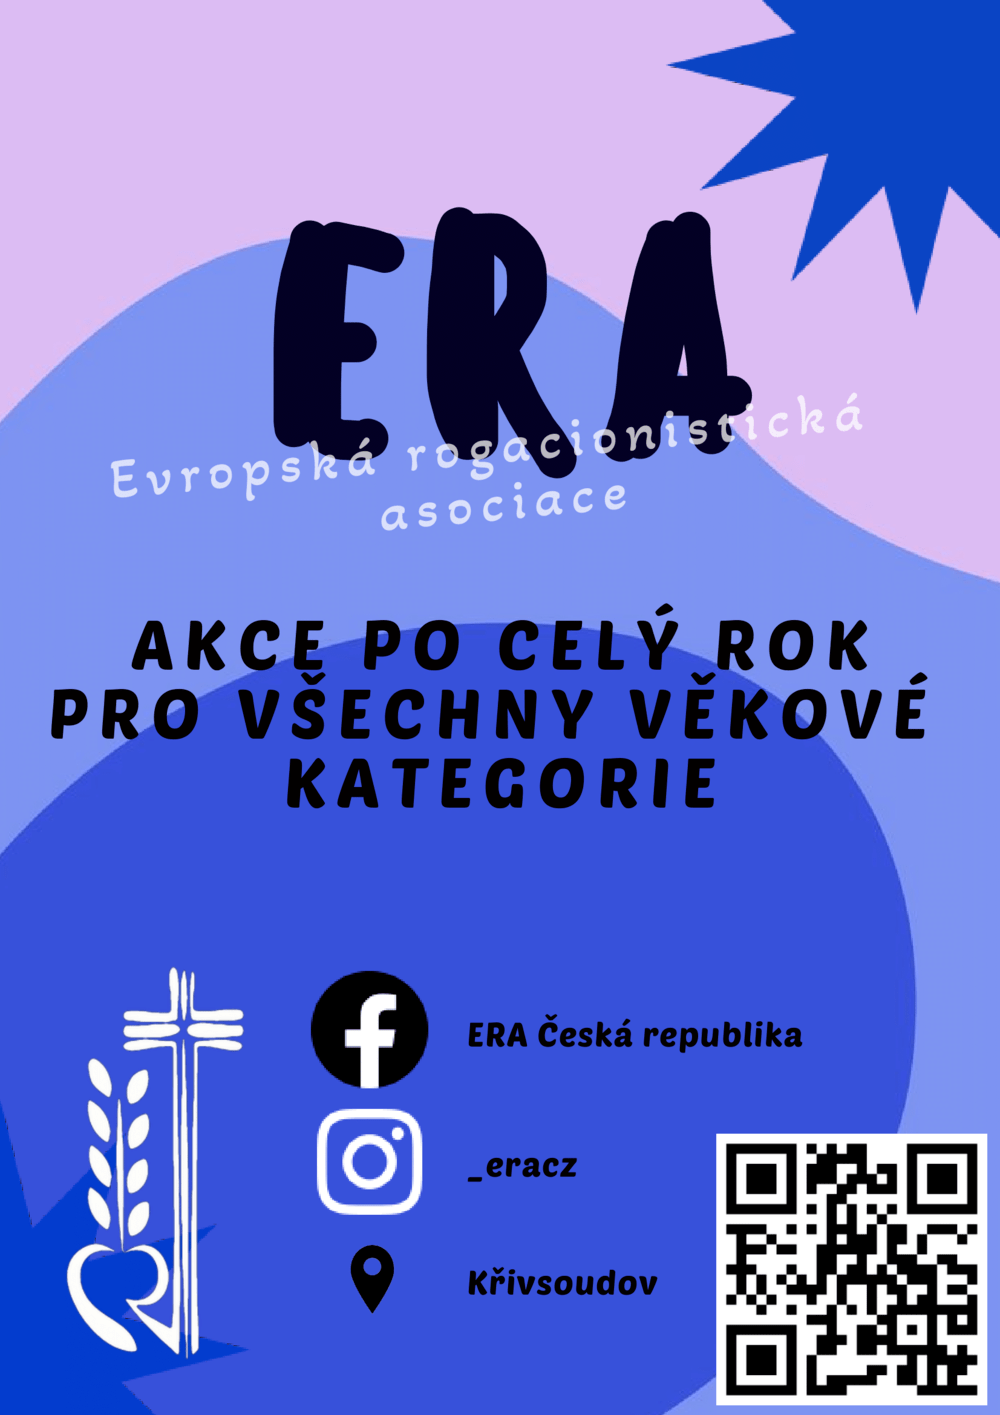 ERA
Evropská rogacionistická
asociace
AKCE PO CELÝ ROK
PRO VŠECHNY VĚKOVÉ
KATEGORIE
ERA Česká republika
_eracz
Křivsoudov